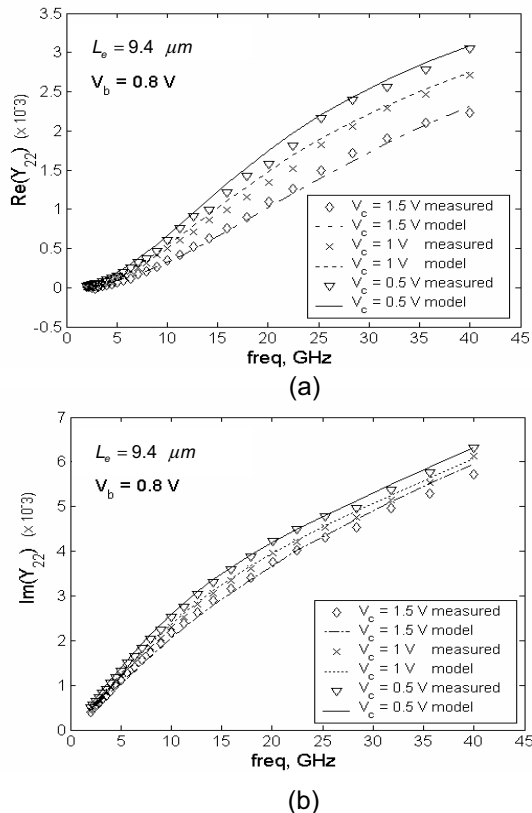 3.5
3
2.5
2
1.5
1
0.5
0
-0.5
Re(Y22) (×10-3)
Le = 9.4 μm
Vb = 0.8 V
Vc = 1.5 V measured
Vc = 1.5 V model
Vc = 1 V measured
Vc = 1 V model
Vc = 0.5 V measured
Vc = 0.5 V model
0 5 10 15 20 25 30 35 40 45
freq, GHz
(a)
7
6
5
4
3
2
1
0
Im(Y22) (×10-3)
Le = 9.4 μm
Vb = 0.8 V
Vc = 1.5 V measured
Vc = 1.5 V model
Vc = 1 V measured
Vc = 1 V model
Vc = 0.5 V measured
Vc = 0.5 V model
0 5 10 15 20 25 30 35 40 45
freq, GHz
(b)